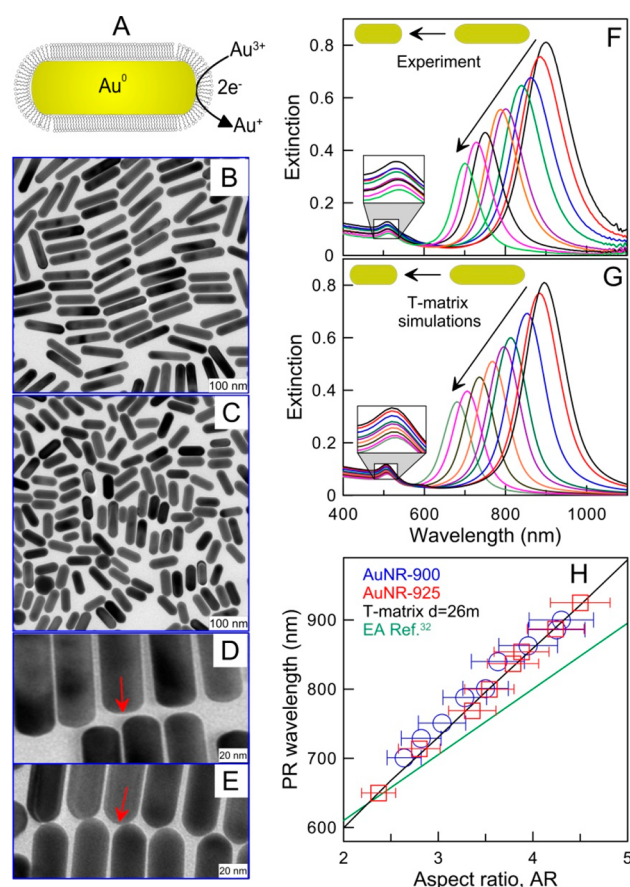 A
Au3+
Au0
2e-
Au+
B
100 nm
C
100 nm
D
20 nm
E
20 nm
F
Experiment
Extinction
0.8
0.6
0.4
0.2
0.0
G
T-matrix
simulations
Extinction
0.8
0.6
0.4
0.2
0
400 600 800 1000
Wavelength (nm)
H
AuNR-900
AuNR-925
T-matrix d=26m
EA Ref.32
PR wavelength (nm)
900
800
700
600
2 3 4 5
Aspect ratio, AR